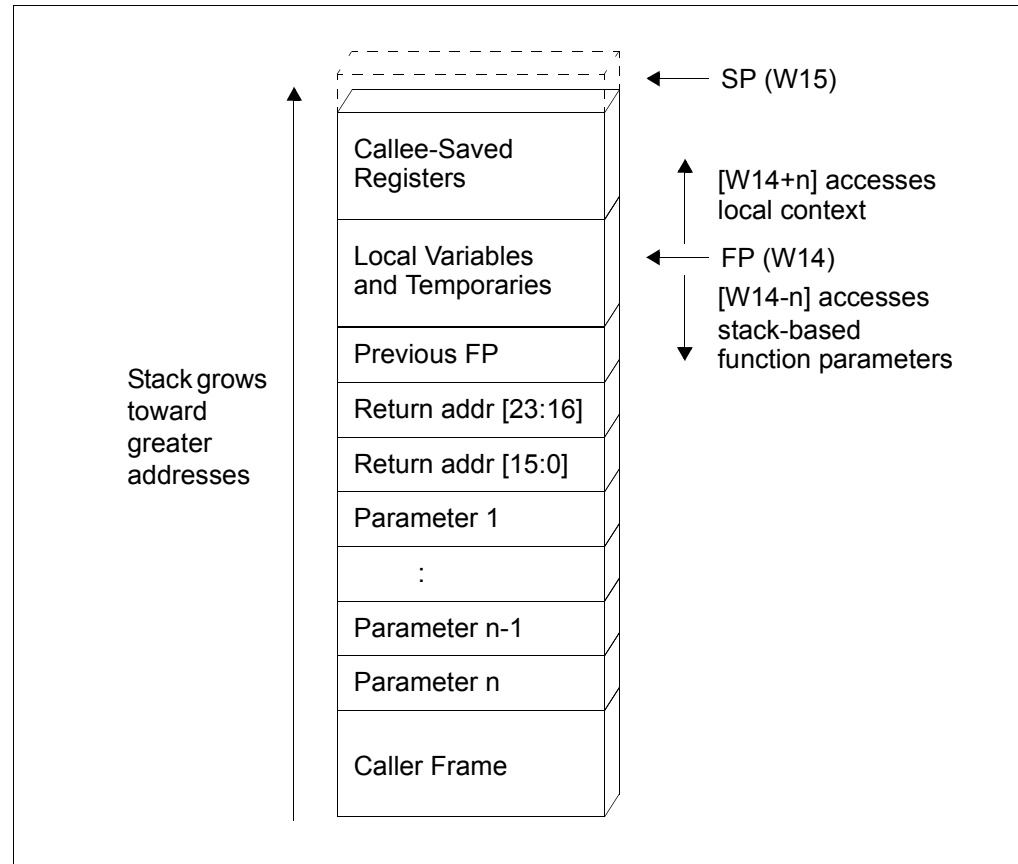 SP (W15)
Callee-Saved
Registers
[W14+n] accesses
local context
Local Variables
and Temporaries
FP (W14)
[W14-n] accesses
stack-based
function parameters
Previous FP
Stack grows
toward
greater
addresses
Return addr [23:16]
Return addr [15:0]
Parameter 1
:
Parameter n-1
Parameter n
Caller Frame